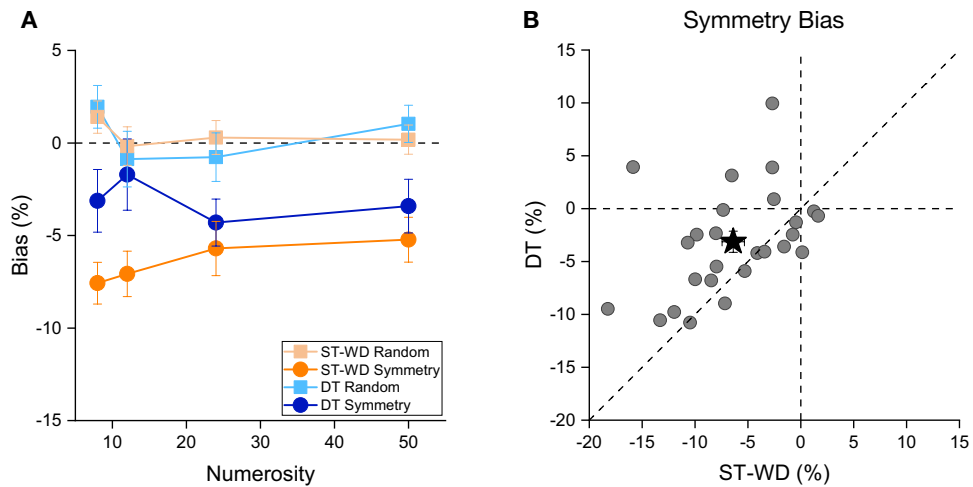 A
5
0
-5
-10
-15
Bias (%)
10
20
30
40
50
Numerosity
ST-WD Random
ST-WD Symmetry
DT Random
DT Symmetry
B
Symmetry Bias
15
10
5
0
-5
-10
-15
-20
DT (%)
-20
-15
-10
-5
0
5
10
15
ST-WD (%)